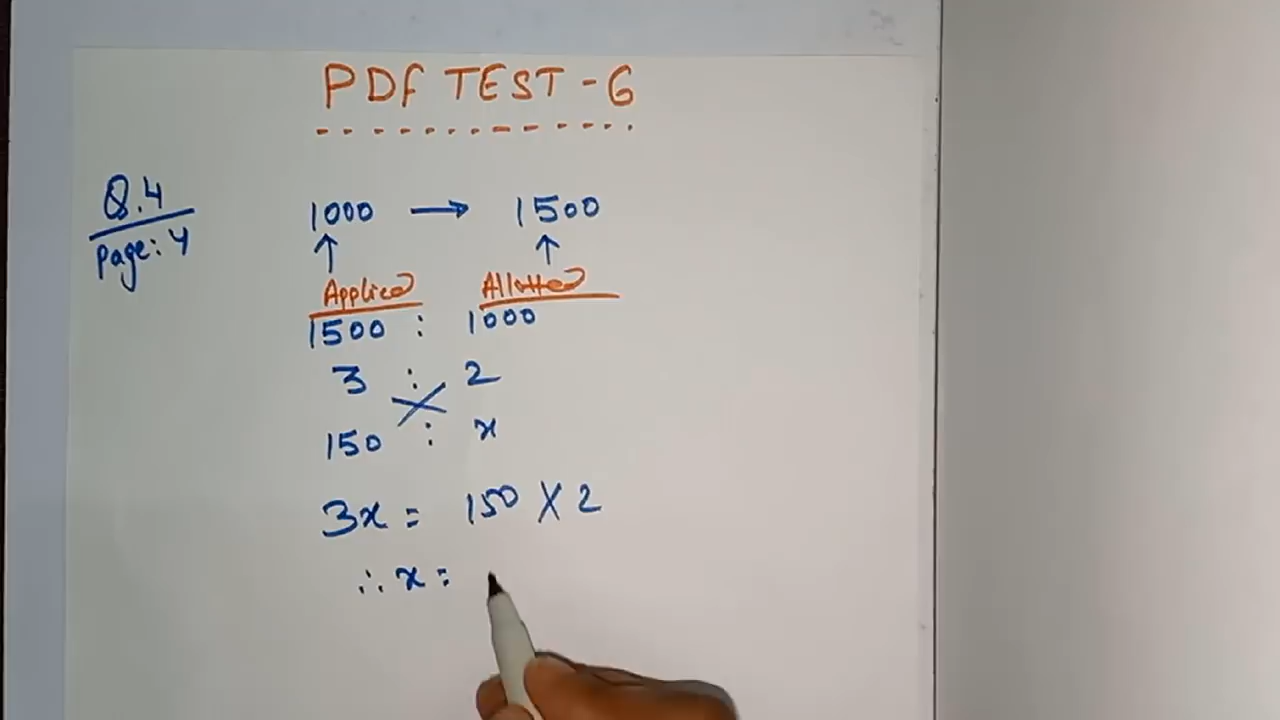 PDF TEST - 6
Q.4
Page: 4
1000 → 1500
↑ ↑
Applied Allotted
1500 : 1000
3 : 2
150 : x
3x = 150 X 2
∴ x =